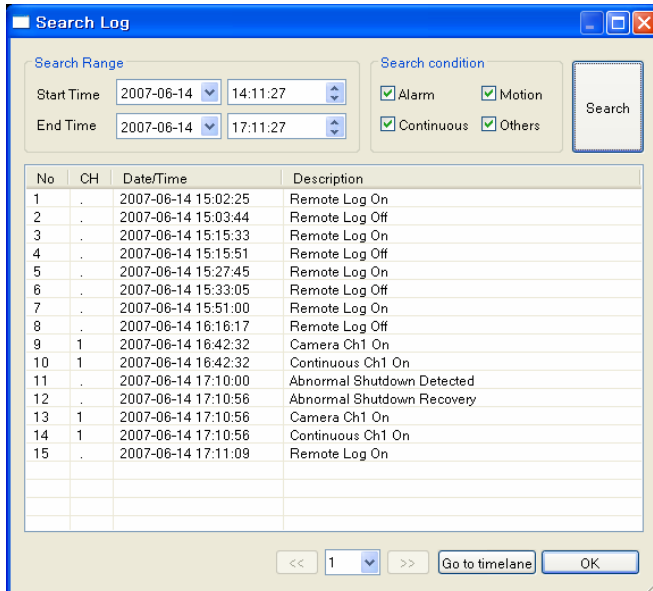 Search Log
Search Range
Search condition
Start Time 2007-06-14 14:11:27
Alarm Motion
Search
End Time 2007-06-14 17:11:27
Continuous Others
No CH Date/Time Description
1 . 2007-06-14 15:02:25 Remote Log On
2 . 2007-06-14 15:03:44 Remote Log Off
3 . 2007-06-14 15:15:33 Remote Log On
4 . 2007-06-14 15:15:51 Remote Log Off
5 . 2007-06-14 15:27:45 Remote Log On
6 . 2007-06-14 15:33:05 Remote Log Off
7 . 2007-06-14 15:51:00 Remote Log On
8 . 2007-06-14 16:16:17 Remote Log Off
9 1 2007-06-14 16:42:32 Camera Ch1 On
10 1 2007-06-14 16:42:32 Continuous Ch1 On
11 . 2007-06-14 17:10:00 Abnormal Shutdown Detected
12 . 2007-06-14 17:10:56 Abnormal Shutdown Recovery
13 1 2007-06-14 17:10:56 Camera Ch1 On
14 1 2007-06-14 17:10:56 Continuous Ch1 On
15 . 2007-06-14 17:11:09 Remote Log On
<< 1 >> Go to timelane OK